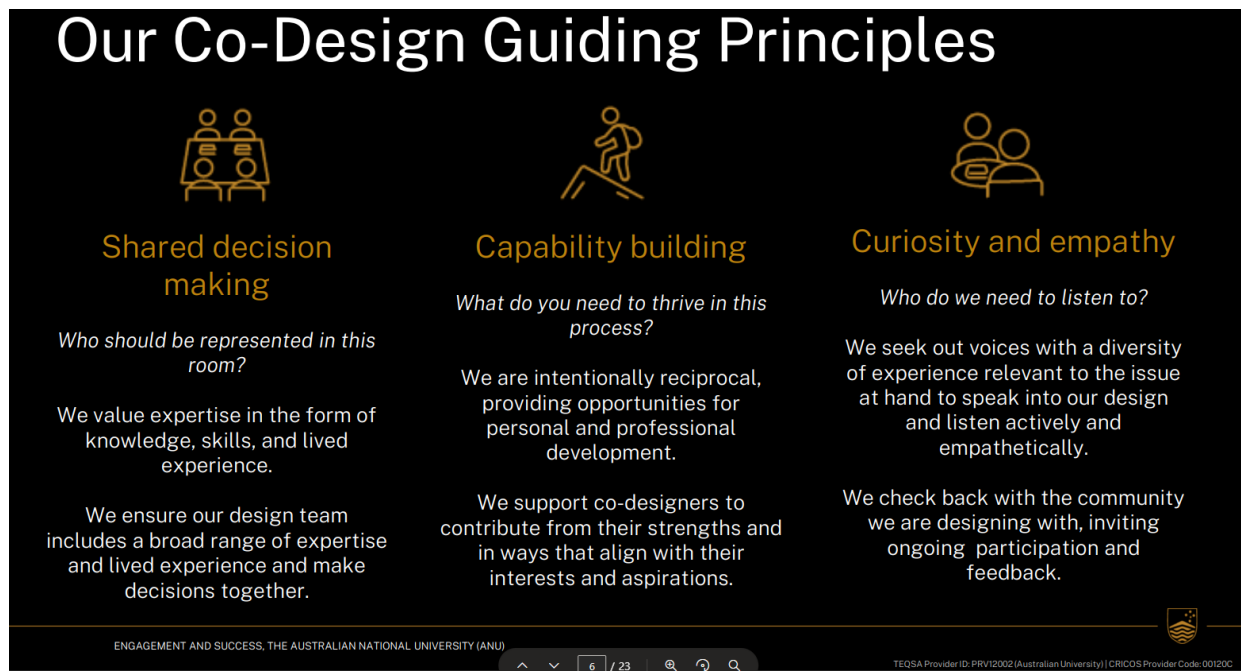 Our Co-Design Guiding Principles
Shared decision
making
Who should be represented in this
room?
We value expertise in the form of
knowledge, skills, and lived
experience.
We ensure our design team
includes a broad range of expertise
and lived experience and make
decisions together.
Capability building
What do you need to thrive in this
process?
We are intentionally reciprocal,
providing opportunities for
personal and professional
development.
We support co-designers to
contribute from their strengths and
in ways that align with their
interests and aspirations.
Curiosity and empathy
Who do we need to listen to?
We seek out voices with a diversity
of experience relevant to the issue
at hand to speak into our design
and listen actively and
empathetically.
We check back with the community
we are designing with, inviting
ongoing participation and
feedback.
ENGAGEMENT AND SUCCESS, THE AUSTRALIAN NATIONAL UNIVERSITY (ANU)
6 / 23
TEQSA Provider ID: PRV12002 (Australian University) | CRICOS Provider Code: 00120C